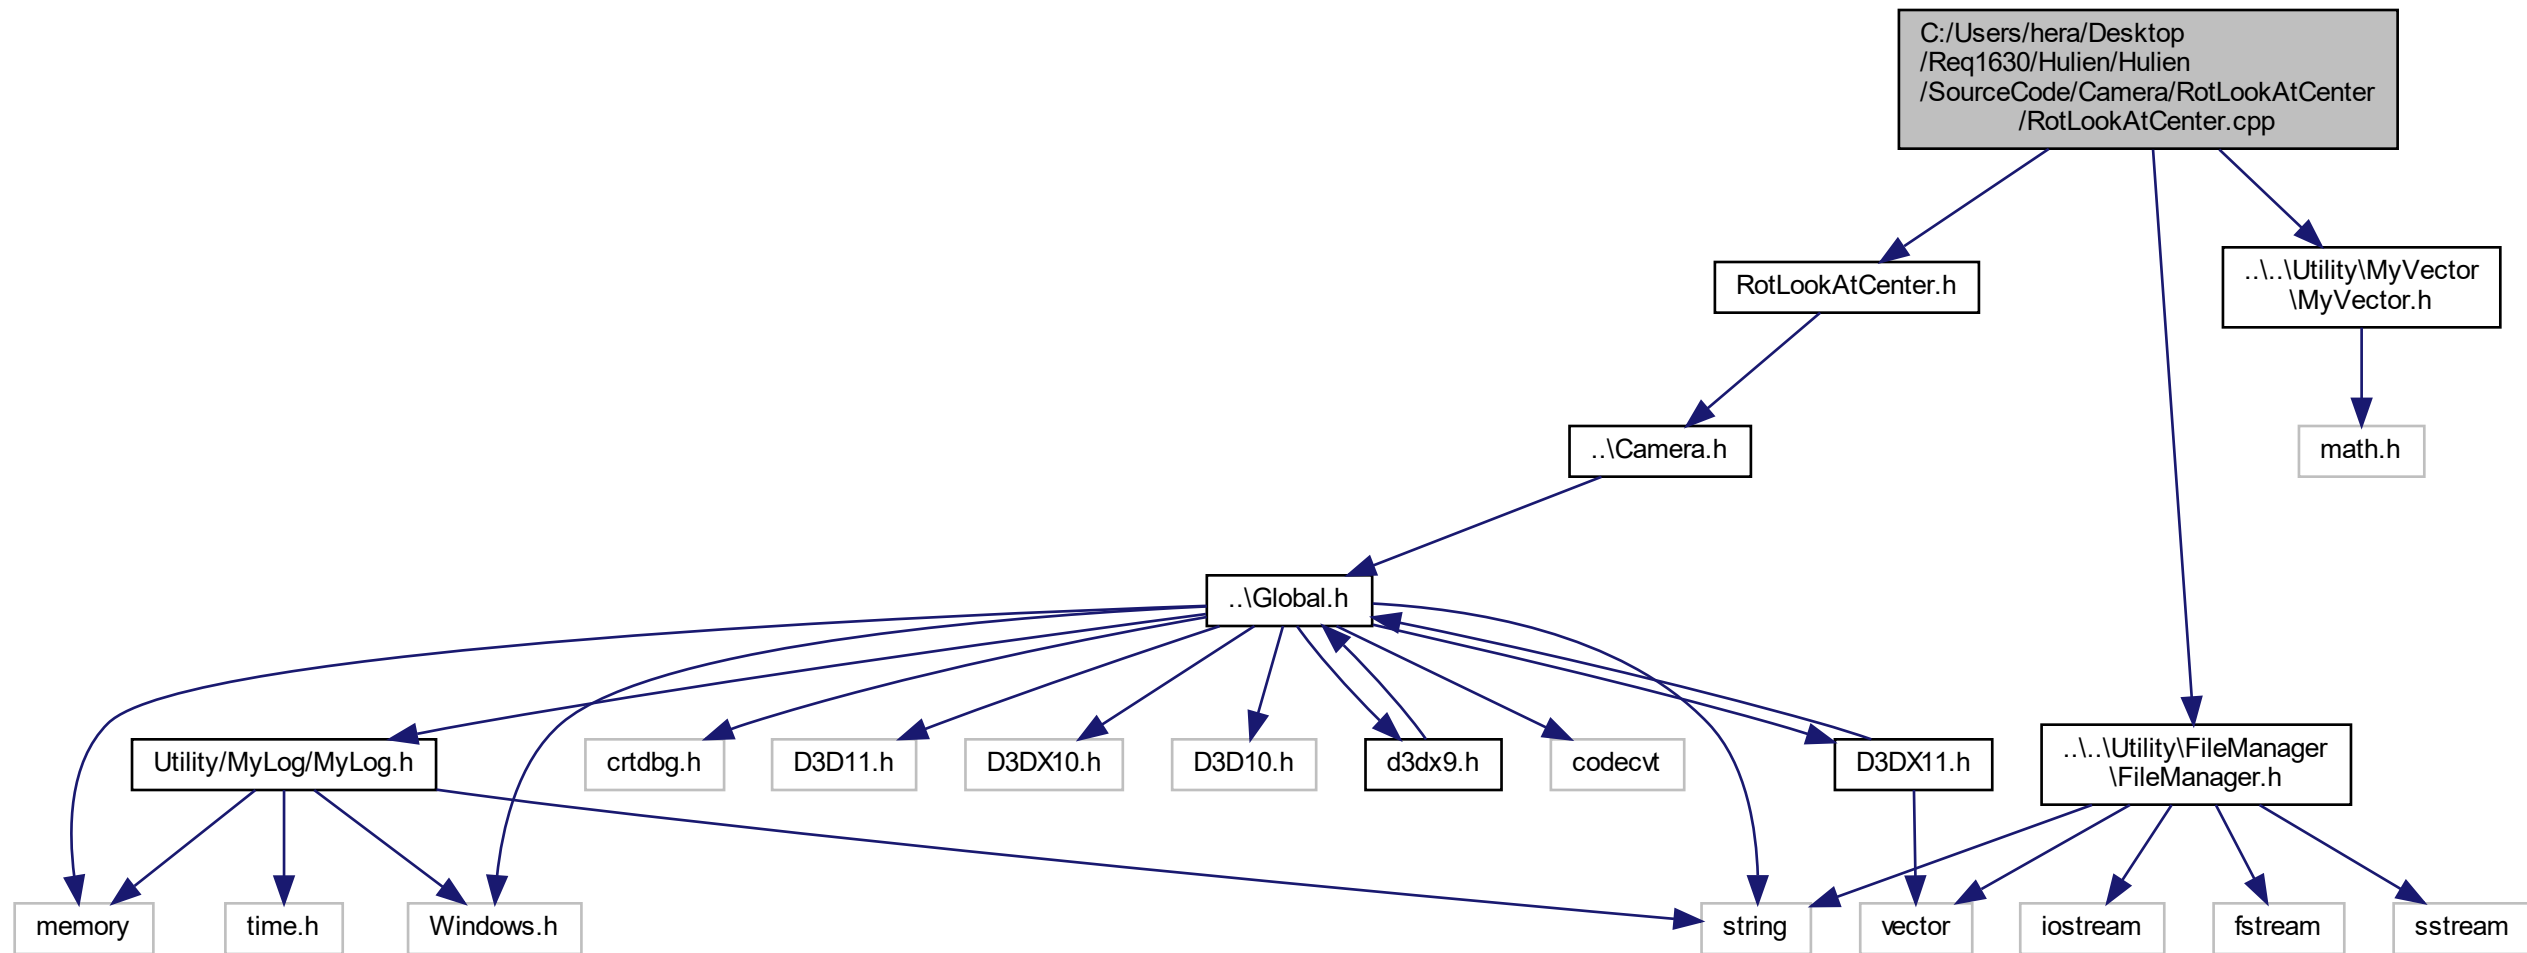 C:/Users/hera/Desktop
/Req1630/Hulien/Hulien
/SourceCode/Camera/RotLookAtCenter
/RotLookAtCenter.cpp
RotLookAtCenter.h
..\..\Utility\MyVector
\MyVector.h
..\Camera.h
math.h
..\Global.h
Utility/MyLog/MyLog.h
crtdbg.h
D3D11.h
D3DX10.h
D3D10.h
d3dx9.h
codecvt
D3DX11.h
..\..\Utility\FileManager
\FileManager.h
memory
time.h
Windows.h
string
vector
iostream
fstream
sstream